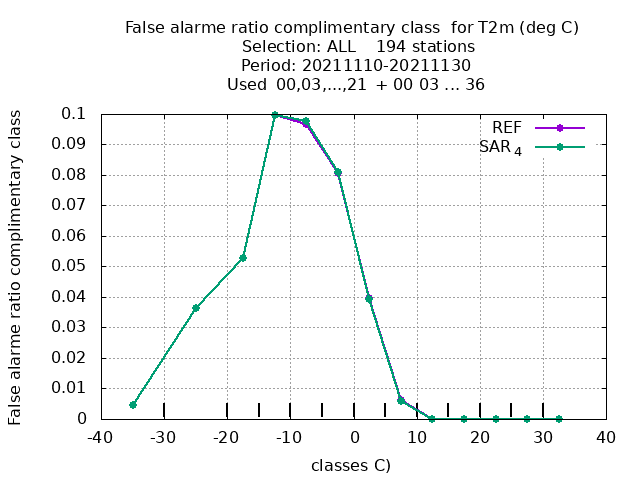 False alarme ratio complimentary class  for T2m (deg C)
Selection: ALL    194 stations
Period: 20211110-20211130
Used  00,03,...,21  + 00 03 ... 36
False alarme ratio complimentary class
0.1
0.09
0.08
0.07
0.06
0.05
0.04
0.03
0.02
0.01
0
REF
SAR 4
-40 -30 -20 -10 0 10 20 30 40
classes C)